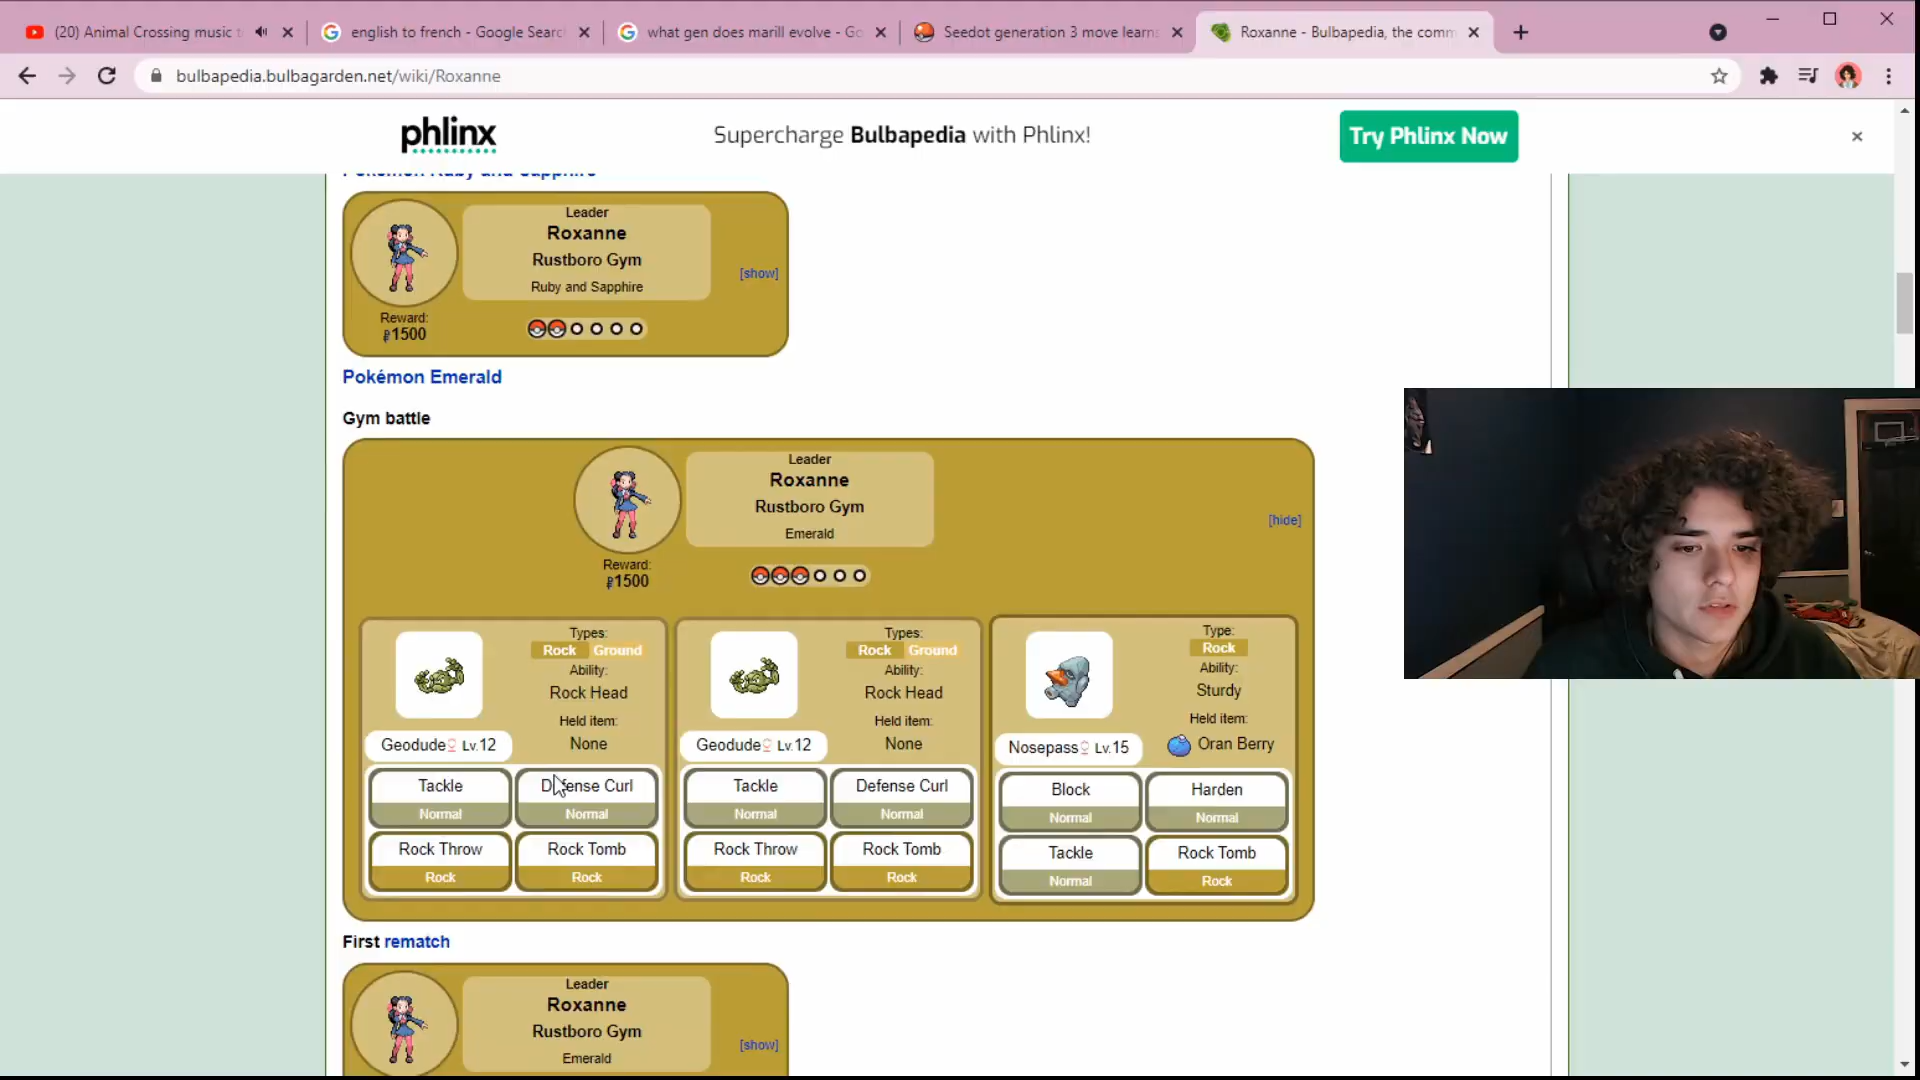 (20) Animal Crossing music t
english to french - Google Searc
what gen does marill evolve - Go
Seedot generation 3 move learn
Roxanne - Bulbapedia, the comm
bulbapedia.bulbagarden.net/wiki/Roxanne
phlinx
Supercharge Bulbapedia with Phlinx!
Try Phlinx Now
Pokémon Ruby and Sapphire
Leader
Roxanne
Rustboro Gym
Ruby and Sapphire
[show]
Reward:
₽1500
Pokémon Emerald
Gym battle
Leader
Roxanne
Rustboro Gym
Emerald
[hide]
Reward:
₽1500
Types:
Rock Ground
Ability:
Rock Head
Held item:
None
Geodude♀ Lv.12
Tackle
Normal
Defense Curl
Normal
Rock Throw
Rock
Rock Tomb
Rock
Types:
Rock Ground
Ability:
Rock Head
Held item:
None
Geodude♀ Lv.12
Tackle
Normal
Defense Curl
Normal
Rock Throw
Rock
Rock Tomb
Rock
Type:
Rock
Ability:
Sturdy
Held item:
Oran Berry
Nosepass♀ Lv.15
Block
Normal
Harden
Normal
Tackle
Normal
Rock Tomb
Rock
First rematch
Leader
Roxanne
Rustboro Gym
Emerald
[show]